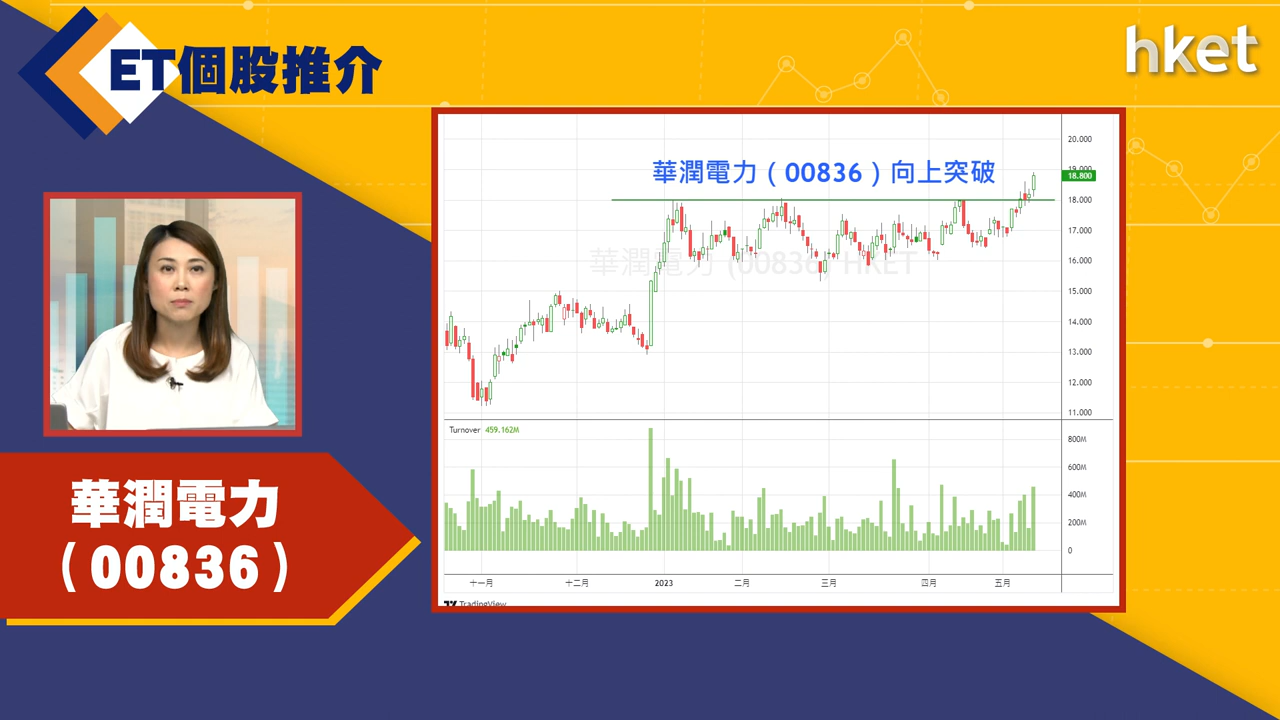 ET個股推介
hket
華潤電力
(00836)
華潤電力(00836)向上突破
華潤電力 (00836) HKET
20.000
19.000
18.800
18.000
17.000
16.000
15.000
14.000
13.000
12.000
11.000
Turnover 459.162M
800M
600M
400M
200M
0
十一月
十二月
2023
二月
三月
四月
五月
TradingView